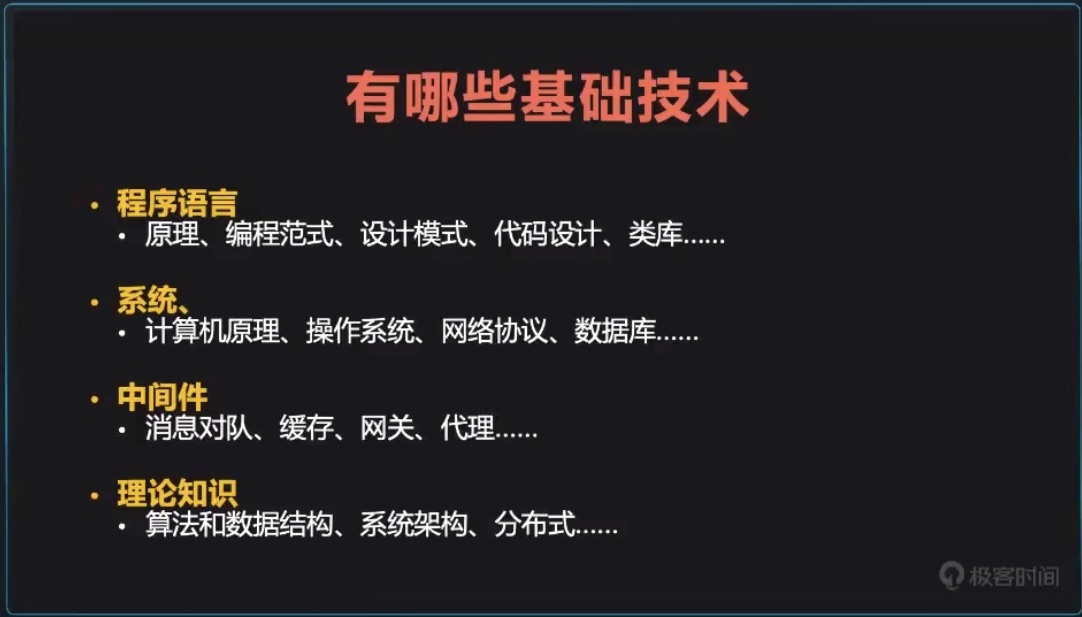 有哪些基础技术
• 程序语言
• 原理、编程范式、设计模式、代码设计、类库......
• 系统、
• 计算机原理、操作系统、网络协议、数据库......
• 中间件
• 消息对队、缓存、网关、代理......
• 理论知识
• 算法和数据结构、系统架构、分布式......
极客时间